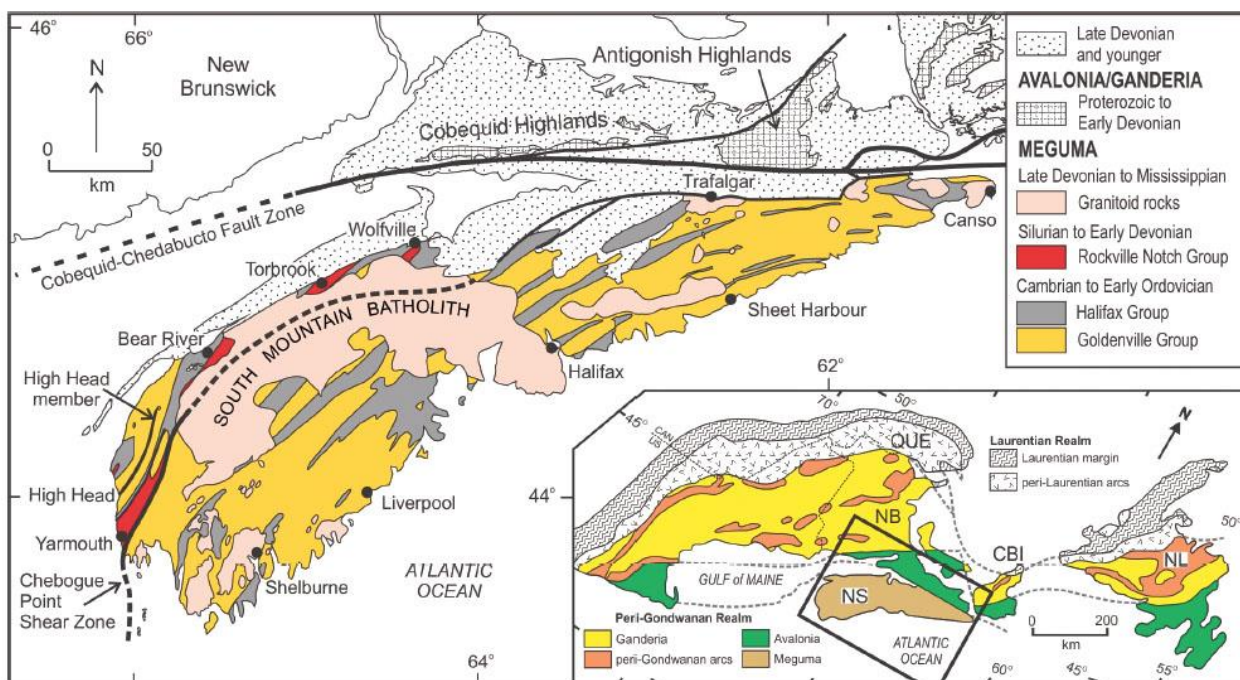 46°
66°
N
0
50
km
New
Brunswick
Antigonish Highlands
Cobequid Highlands
Cobequid-Chedabucto Fault Zone
Trafalgar
Canso
Wolfville
Torbrook
Bear River
SOUTH MOUNTAIN BATHOLITH
Sheet Harbour
Halifax
High Head
member
High Head
Yarmouth
Chebogue
Point
Shear Zone
Shelburne
Liverpool
ATLANTIC
OCEAN
44°
64°
62°
Late Devonian
and younger
AVALONIA/GANDERIA
Proterozoic to
Early Devonian
MEGUMA
Late Devonian to Mississippian
Granitoid rocks
Silurian to Early Devonian
Rockville Notch Group
Cambrian to Early Ordovician
Halifax Group
Goldenville Group
45°
CAN
US
70°
50°
QUE
Laurentian Realm
Laurentian margin
peri-Laurentian arcs
N
50°
NB
CBI
NL
GULF of MAINE
NS
ATLANTIC
OCEAN
0
200
km
60°
45°
55°
Peri-Gondwanan Realm
Ganderia
Avalonia
peri-Gondwanan arcs
Meguma